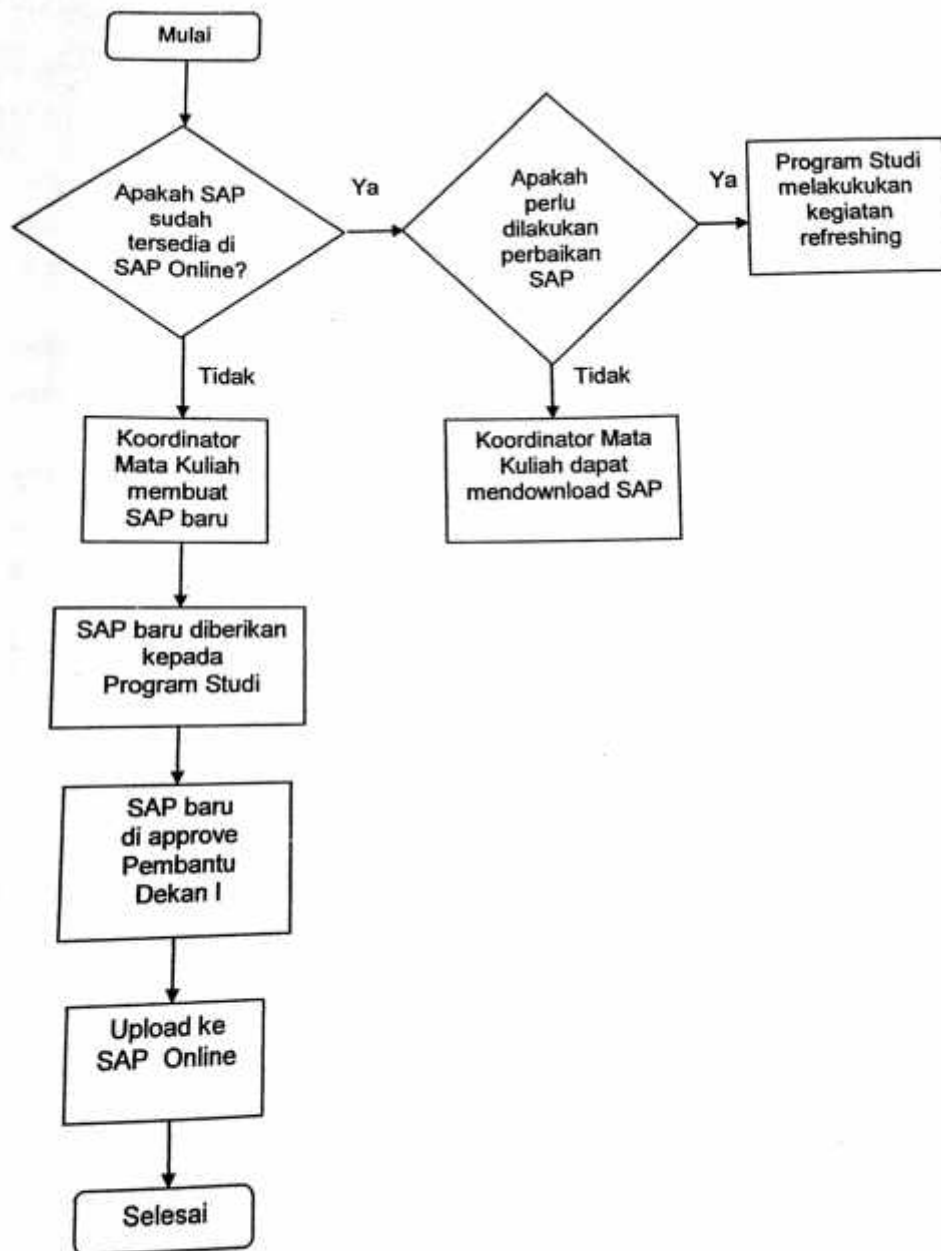 Mulai
Apakah SAP
sudah
tersedia di
SAP Online?
Ya
Apakah
perlu
dilakukan
perbaikan
SAP
Ya
Program Studi
melakukukan
kegiatan
refreshing
Tidak
Tidak
Koordinator
Mata Kuliah
membuat
SAP baru
Koordinator Mata
Kuliah dapat
mendownload SAP
SAP baru diberikan
kepada
Program Studi
SAP baru
di approve
Pembantu
Dekan I
Upload ke
SAP Online
Selesai